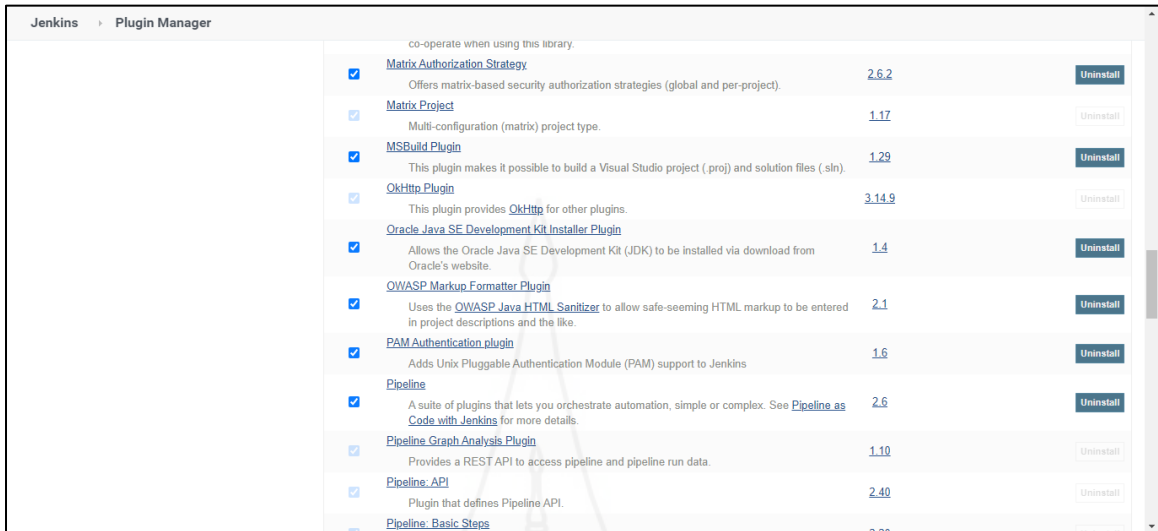 Jenkins › Plugin Manager
co-operate when using this library.
Matrix Authorization Strategy
Offers matrix-based security authorization strategies (global and per-project).
2.6.2
Uninstall
Matrix Project
Multi-configuration (matrix) project type.
1.17
Uninstall
MSBuild Plugin
This plugin makes it possible to build a Visual Studio project (.proj) and solution files (.sln).
1.29
Uninstall
OkHttp Plugin
This plugin provides OkHttp for other plugins.
3.14.9
Uninstall
Oracle Java SE Development Kit Installer Plugin
Allows the Oracle Java SE Development Kit (JDK) to be installed via download from
Oracle's website.
1.4
Uninstall
OWASP Markup Formatter Plugin
Uses the OWASP Java HTML Sanitizer to allow safe-seeming HTML markup to be entered
in project descriptions and the like.
2.1
Uninstall
PAM Authentication plugin
Adds Unix Pluggable Authentication Module (PAM) support to Jenkins
1.6
Uninstall
Pipeline
A suite of plugins that lets you orchestrate automation, simple or complex. See Pipeline as
Code with Jenkins for more details.
2.6
Uninstall
Pipeline Graph Analysis Plugin
Provides a REST API to access pipeline and pipeline run data.
1.10
Uninstall
Pipeline: API
Plugin that defines Pipeline API.
2.40
Uninstall
Pipeline: Basic Steps